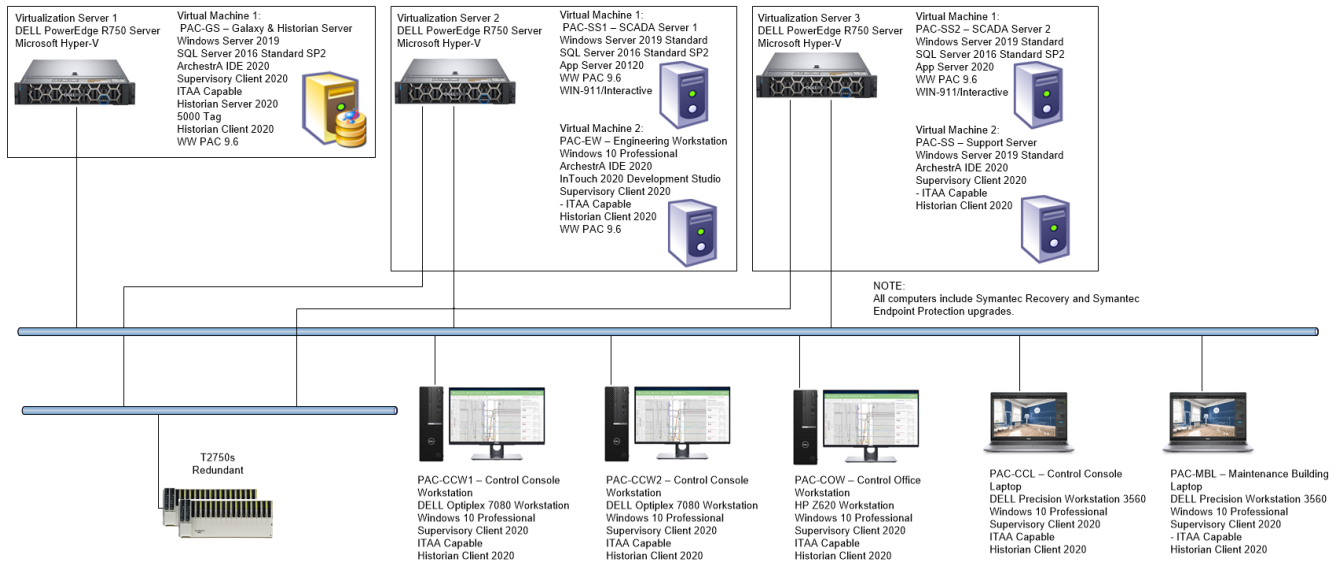 Virtualization Server 1
DELL PowerEdge R750 Server
Microsoft Hyper-V
Virtual Machine 1:
PAC-GS – Galaxy & Historian Server
Windows Server 2019
SQL Server 2016 Standard SP2
ArchestrA IDE 2020
Supervisory Client 2020
ITAA Capable
Historian Server 2020
5000 Tag
Historian Client 2020
WW PAC 9.6
Virtualization Server 2
DELL PowerEdge R750 Server
Microsoft Hyper-V
Virtual Machine 1:
PAC-SS1 – SCADA Server 1
Windows Server 2019 Standard
SQL Server 2016 Standard SP2
App Server 20120
WW PAC 9.6
WIN-911/Interactive
Virtual Machine 2:
PAC-EW – Engineering Workstation
Windows 10 Professional
ArchestrA IDE 2020
InTouch 2020 Development Studio
Supervisory Client 2020
- ITAA Capable
Historian Client 2020
WW PAC 9.6
Virtualization Server 3
DELL PowerEdge R750 Server
Microsoft Hyper-V
Virtual Machine 1:
PAC-SS2 – SCADA Server 2
Windows Server 2019 Standard
SQL Server 2016 Standard SP2
App Server 2020
WW PAC 9.6
WIN-911/Interactive
Virtual Machine 2:
PAC-SS – Support Server
Windows Server 2019 Standard
ArchestrA IDE 2020
Supervisory Client 2020
- ITAA Capable
Historian Client 2020
NOTE:
All computers include Symantec Recovery and Symantec
Endpoint Protection upgrades.
T2750s
Redundant
PAC-CCW1 – Control Console
Workstation
DELL Optiplex 7080 Workstation
Windows 10 Professional
Supervisory Client 2020
ITAA Capable
Historian Client 2020
PAC-CCW2 – Control Console
Workstation
DELL Optiplex 7080 Workstation
Windows 10 Professional
Supervisory Client 2020
ITAA Capable
Historian Client 2020
PAC-COW – Control Office
Workstation
HP Z620 Workstation
Windows 10 Professional
Supervisory Client 2020
ITAA Capable
Historian Client 2020
PAC-CCL – Control Console
Laptop
DELL Precision Workstation 3560
Windows 10 Professional
Supervisory Client 2020
ITAA Capable
Historian Client 2020
PAC-MBL – Maintenance Building
Laptop
DELL Precision Workstation 3560
Windows 10 Professional
Supervisory Client 2020
- ITAA Capable
Historian Client 2020